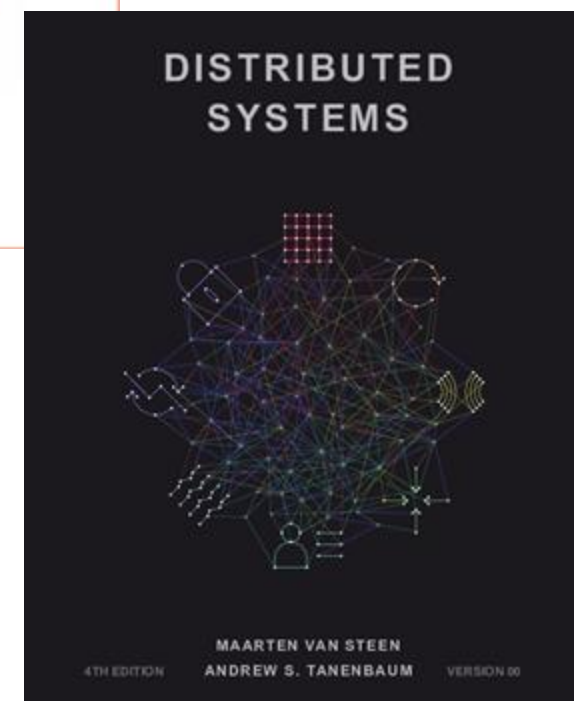 DISTRIBUTED
SYSTEMS
MAARTEN VAN STEEN
4TH EDITION ANDREW S. TANENBAUM VERSION 00